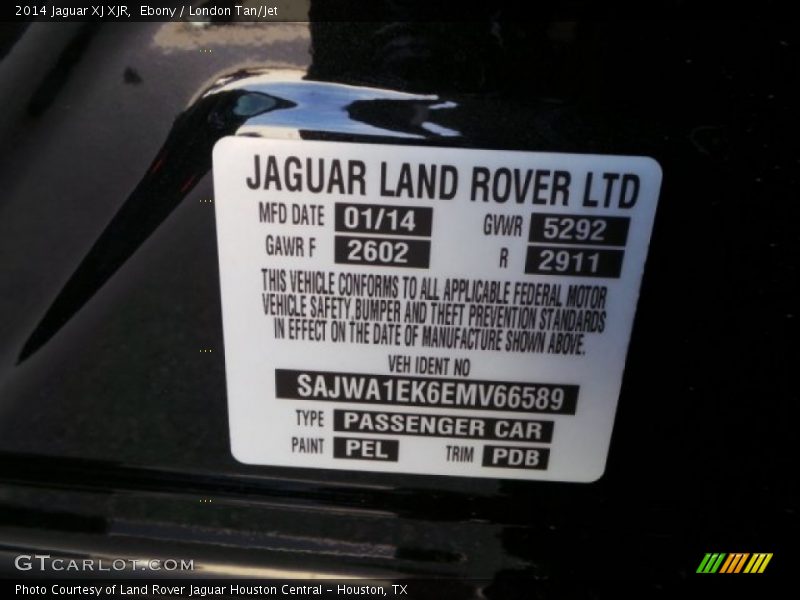 2014 Jaguar XJ XJR, Ebony / London Tan/Jet
JAGUAR LAND ROVER LTD
MFD DATE 01/14 GVWR 5292
GAWR F 2602 R 2911
THIS VEHICLE CONFORMS TO ALL APPLICABLE FEDERAL MOTOR
VEHICLE SAFETY,BUMPER AND THEFT PREVENTION STANDARDS
IN EFFECT ON THE DATE OF MANUFACTURE SHOWN ABOVE.
VEH IDENT NO
SAJWA1EK6EMV66589
TYPE PASSENGER CAR
PAINT PEL TRIM PDB
GTCARLOT.COM
Photo Courtesy of Land Rover Jaguar Houston Central - Houston, TX